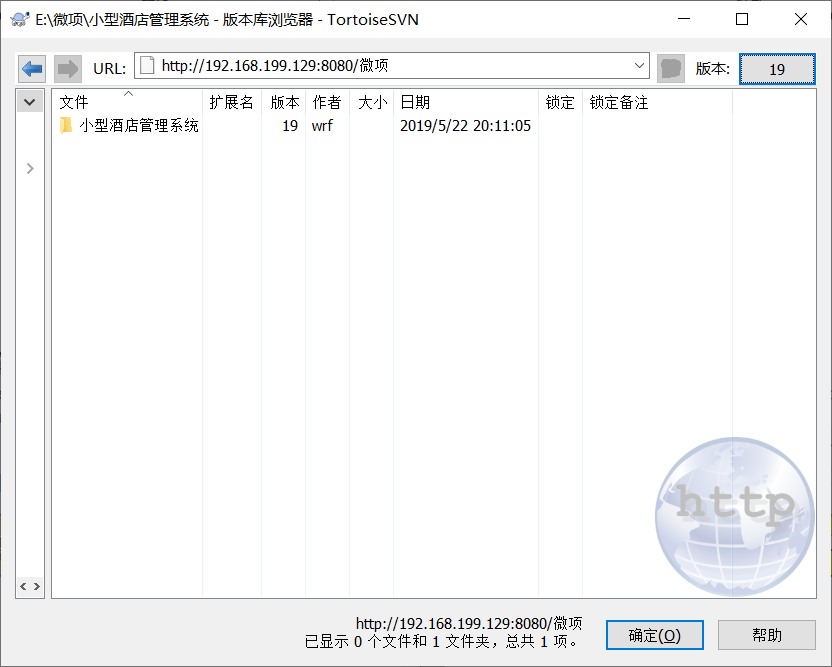 E:\微项\小型酒店管理系统 - 版本库浏览器 - TortoiseSVN
URL: http://192.168.199.129:8080/微项 版本: 19
文件 扩展名 版本 作者 大小 日期 锁定 锁定备注
小型酒店管理系统 19 wrf 2019/5/22 20:11:05
http
http://192.168.199.129:8080/微项
已显示 0 个文件和 1 文件夹，总共 1 项。
确定(O) 帮助